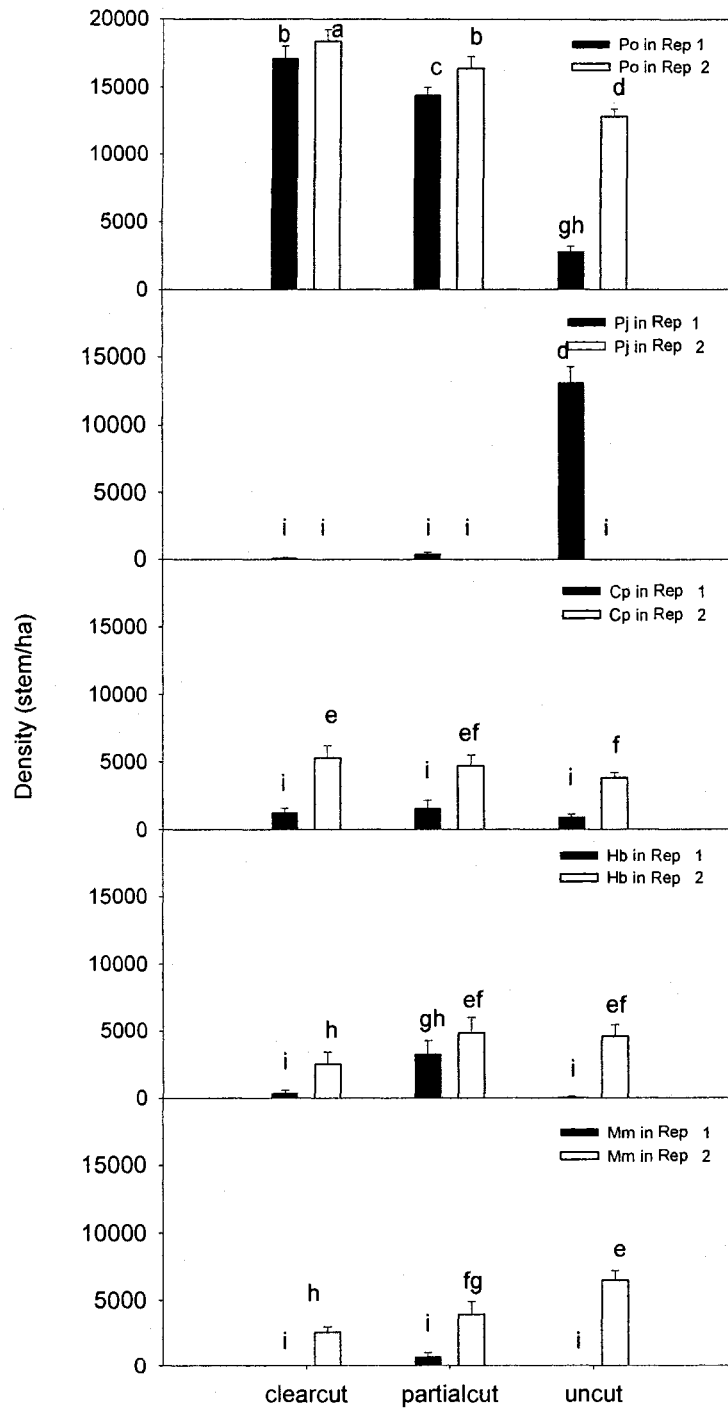 20000
15000
10000
5000
0
b
a
c
b
gh
d
Po in Rep 1
Po in Rep 2
15000
10000
5000
0
i
i
i
i
d
i
Pj in Rep 1
Pj in Rep 2
Density (stem/ha)
15000
10000
5000
0
i
e
i
ef
i
f
Cp in Rep 1
Cp in Rep 2
15000
10000
5000
0
i
h
gh
ef
i
ef
Hb in Rep 1
Hb in Rep 2
15000
10000
5000
0
i
h
i
fg
i
e
Mm in Rep 1
Mm in Rep 2
clearcut
partialcut
uncut